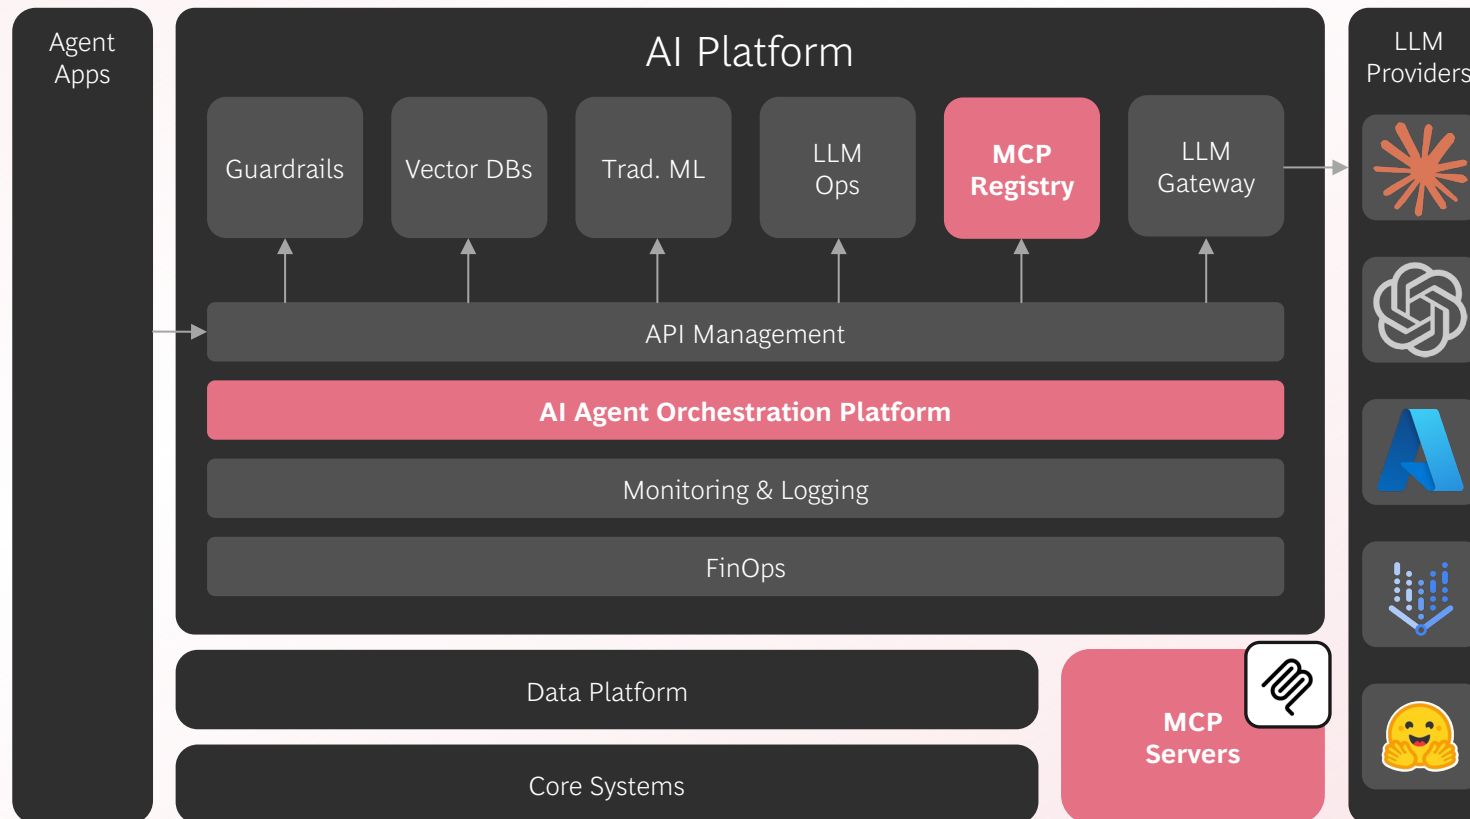 Agent
Apps
AI Platform
LLM
Providers
Guardrails
Vector DBs
Trad. ML
LLM
Ops
MCP
Registry
LLM
Gateway
API Management
AI Agent Orchestration Platform
Monitoring & Logging
FinOps
Data Platform
MCP
Servers
Core Systems